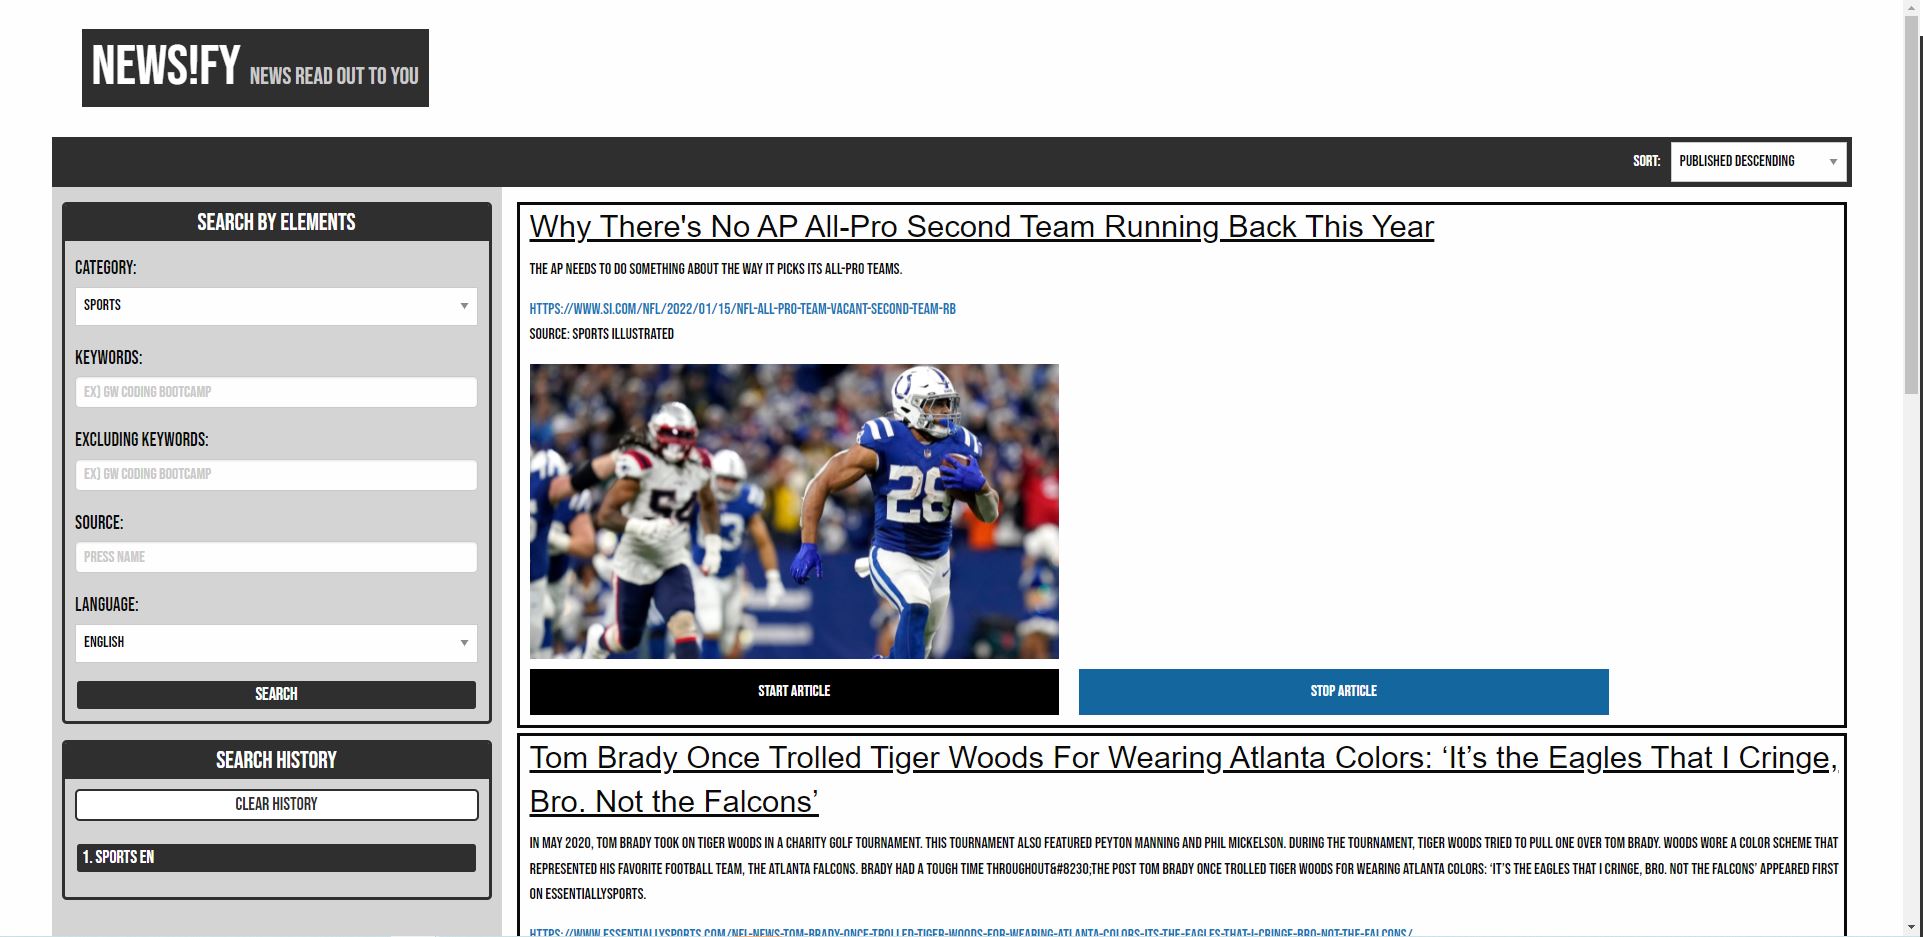 NEWS!FY NEWS READ OUT TO YOU
SORT: PUBLISHED DESCENDING
SEARCH BY ELEMENTS
CATEGORY:
SPORTS
KEYWORDS:
EX) GW CODING BOOTCAMP
EXCLUDING KEYWORDS:
EX) GW CODING BOOTCAMP
SOURCE:
PRESS NAME
LANGUAGE:
ENGLISH
SEARCH
SEARCH HISTORY
CLEAR HISTORY
1. SPORTS EN
Why There's No AP All-Pro Second Team Running Back This Year
THE AP NEEDS TO DO SOMETHING ABOUT THE WAY IT PICKS ITS ALL-PRO TEAMS.
HTTPS://WWW.SI.COM/NFL/2022/01/15/NFL-ALL-PRO-TEAM-VACANT-SECOND-TEAM-RB
SOURCE: SPORTS ILLUSTRATED
54
28
START ARTICLE
STOP ARTICLE
Tom Brady Once Trolled Tiger Woods For Wearing Atlanta Colors: ‘It’s the Eagles That I Cringe,
Bro. Not the Falcons’
IN MAY 2020, TOM BRADY TOOK ON TIGER WOODS IN A CHARITY GOLF TOURNAMENT. THIS TOURNAMENT ALSO FEATURED PEYTON MANNING AND PHIL MICKELSON. DURING THE TOURNAMENT, TIGER WOODS TRIED TO PULL ONE OVER TOM BRADY. WOODS WORE A COLOR SCHEME THAT
REPRESENTED HIS FAVORITE FOOTBALL TEAM, THE ATLANTA FALCONS. BRADY HAD A TOUGH TIME THROUGHOUT&#8230;THE POST TOM BRADY ONCE TROLLED TIGER WOODS FOR WEARING ATLANTA COLORS: ‘IT’S THE EAGLES THAT I CRINGE, BRO. NOT THE FALCONS’ APPEARED FIRST
ON ESSENTIALLYSPORTS.
HTTPS://WWW.ESSENTIALLYSPORTS.COM/NFL-NEWS-TOM-BRADY-ONCE-TROLLED-TIGER-WOODS-FOR-WEARING-ATLANTA-COLORS-ITS-THE-EAGLES-THAT-I-CRINGE-BRO-NOT-THE-FALCONS/